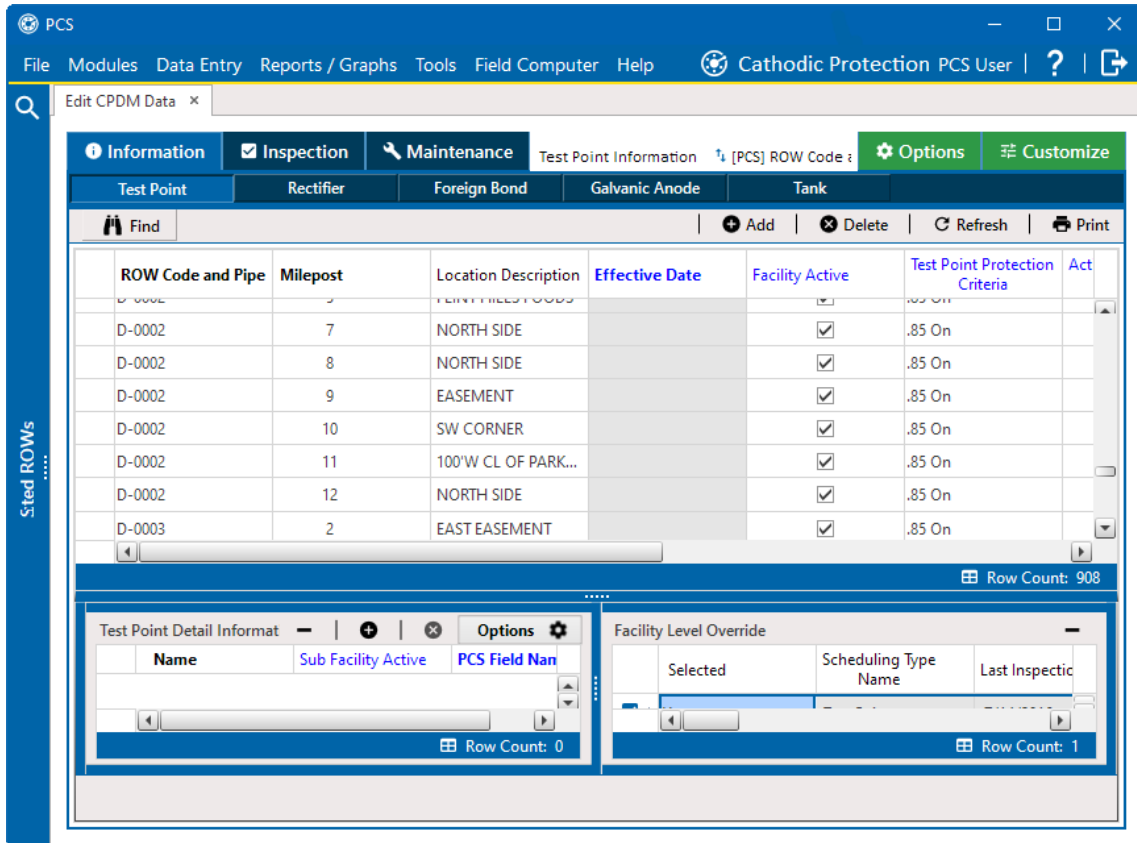 PCS
File Modules Data Entry Reports / Graphs Tools Field Computer Help Cathodic Protection PCS User | ? |
Edit CPDM Data ×
Information Inspection Maintenance Test Point Information [PCS] ROW Code Options Customize
Test Point Rectifier Foreign Bond Galvanic Anode Tank
Find | Add | Delete | Refresh | Print
ROW Code and Pipe Milepost Location Description Effective Date Facility Active Test Point Protection Criteria Act
D-0002 7 NORTH SIDE .85 On
D-0002 8 NORTH SIDE .85 On
D-0002 9 EASEMENT .85 On
D-0002 10 SW CORNER .85 On
D-0002 11 100'W CL OF PARK... .85 On
D-0002 12 NORTH SIDE .85 On
D-0003 2 EAST EASEMENT .85 On
Row Count: 908
Test Point Detail Informat Options
Name Sub Facility Active PCS Field Nan
Row Count: 0
Facility Level Override
Selected Scheduling Type Name Last Inspectic
Row Count: 1
cted ROWs